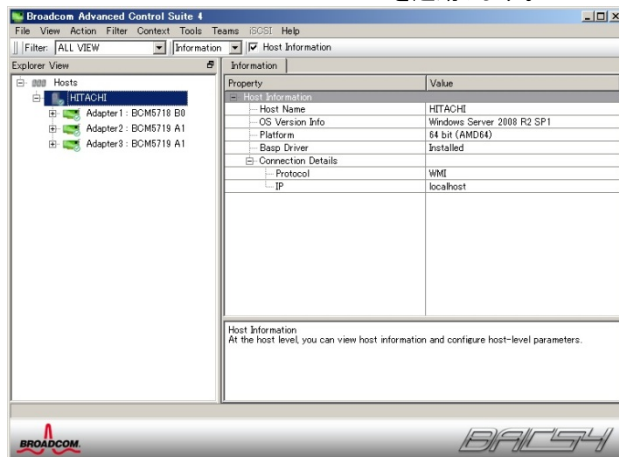 Broadcom Advanced Control Suite 4
File View Action Filter Context Tools Teams iSCSI Help
Filter: ALL VIEW Information Host Information
Explorer View
Hosts
HITACHI
Adapter1 : BCM5718 B0
Adapter2 : BCM5719 A1
Adapter3 : BCM5719 A1
Information
Property Value
Host Information
Host Name HITACHI
OS Version Info Windows Server 2008 R2 SP1
Platform 64 bit (AMD64)
Basp Driver Installed
Connection Details
Protocol WMI
IP localhost
Host Information
At the host level, you can view host information and configure host-level parameters.
BROADCOM.
BACS4